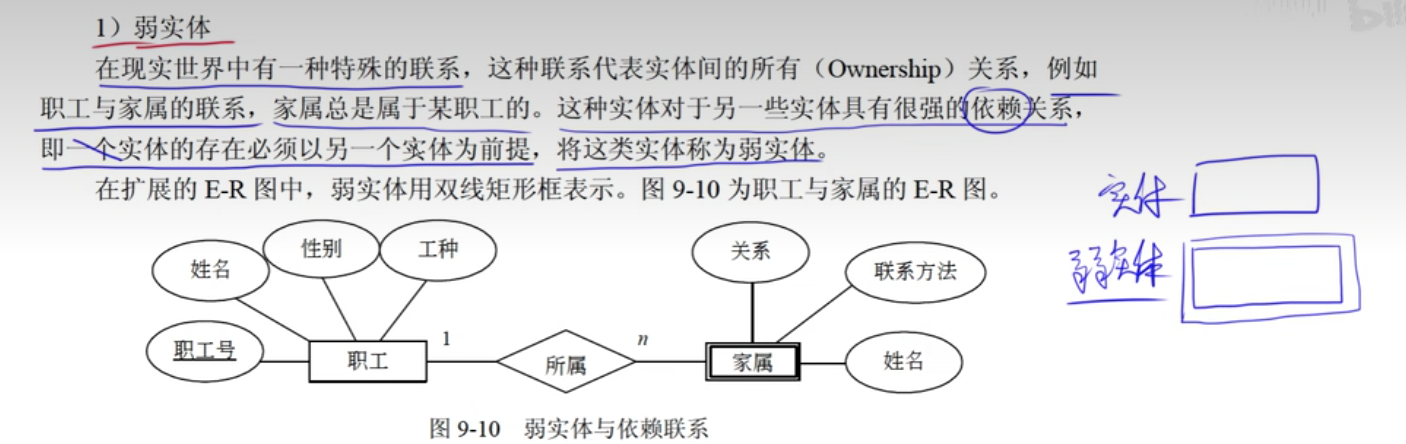 1）弱实体
在现实世界中有一种特殊的联系，这种联系代表实体间的所有（Ownership）关系，例如
职工与家属的联系，家属总是属于某职工的。这种实体对于另一些实体具有很强的依赖关系，
即一个实体的存在必须以另一个实体为前提，将这类实体称为弱实体。
在扩展的 E-R 图中，弱实体用双线矩形框表示。图 9-10 为职工与家属的 E-R 图。
实体
弱实体
姓名
性别
工种
关系
联系方法
职工号
职工
1
所属
n
家属
姓名
图 9-10 弱实体与依赖联系